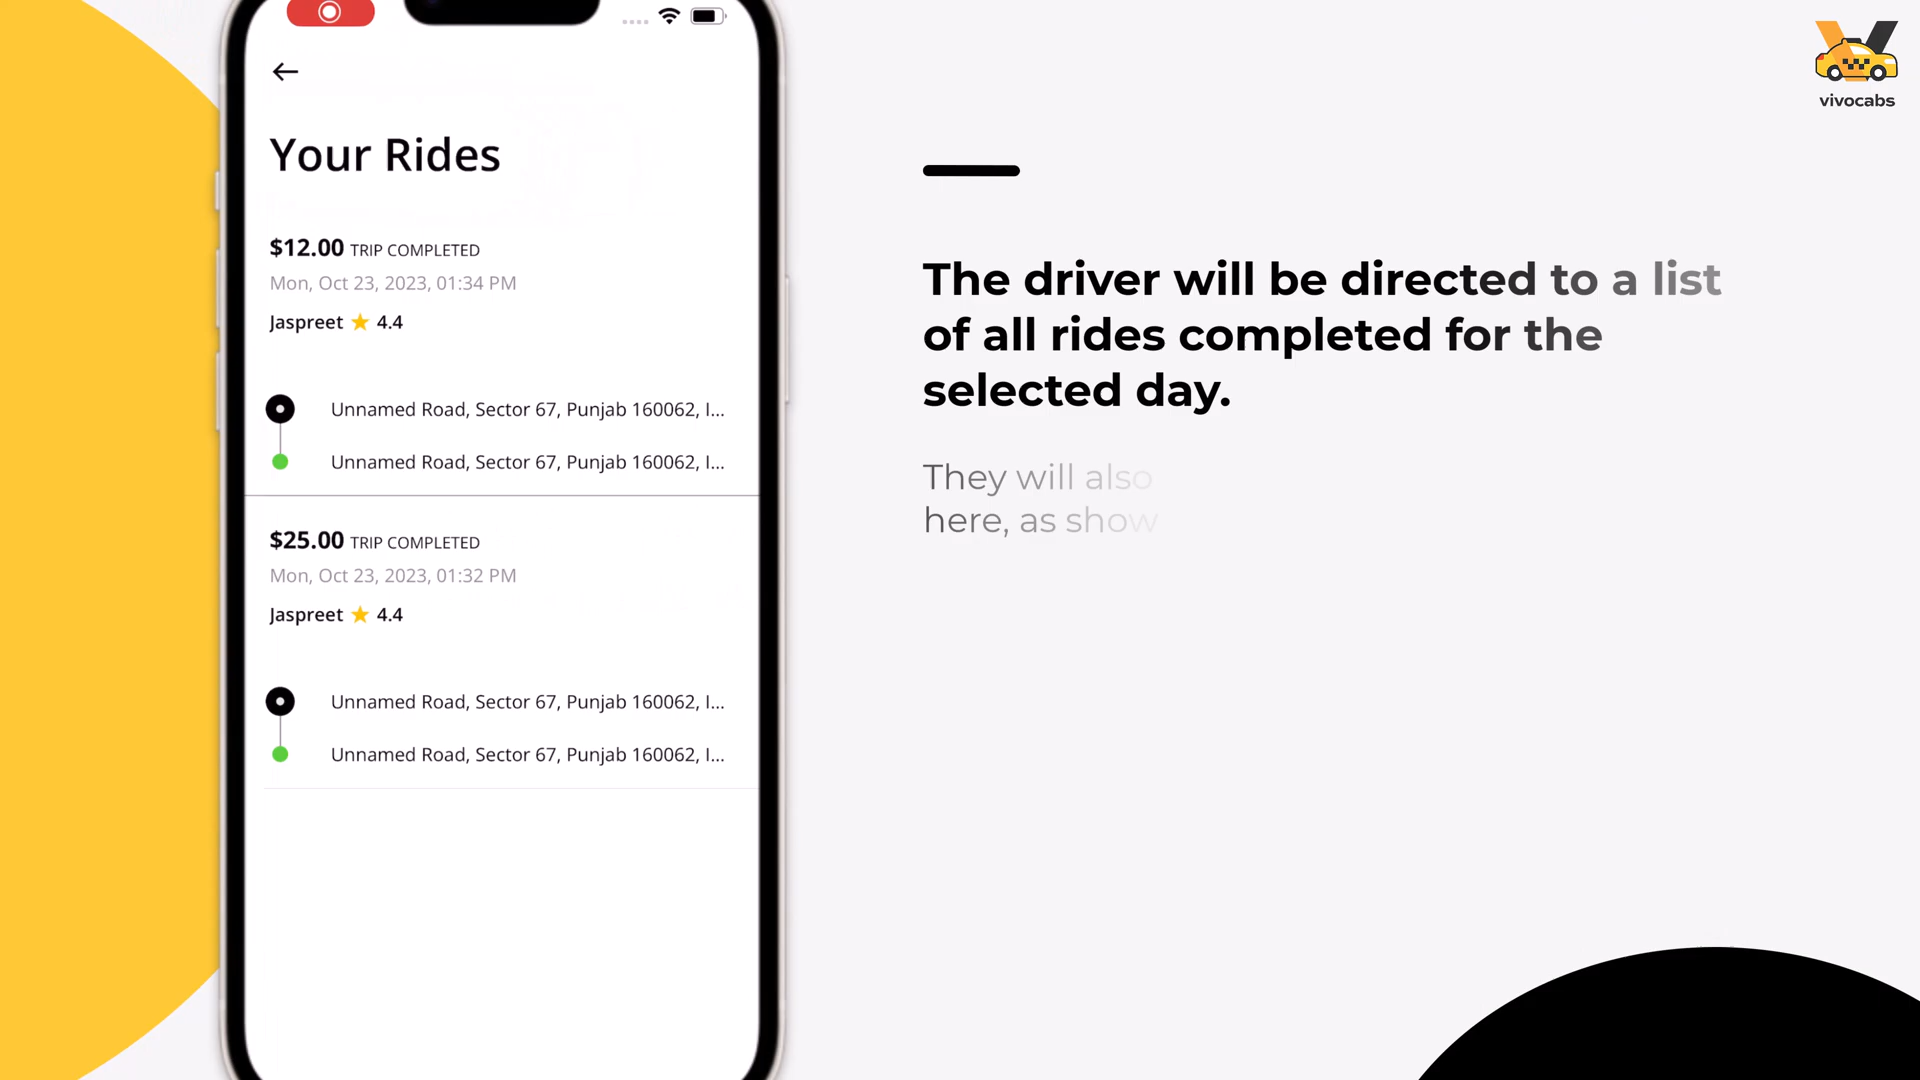 Your Rides
$12.00 TRIP COMPLETED
Mon, Oct 23, 2023, 01:34 PM
Jaspreet 4.4
Unnamed Road, Sector 67, Punjab 160062, I...
Unnamed Road, Sector 67, Punjab 160062, I...
$25.00 TRIP COMPLETED
Mon, Oct 23, 2023, 01:32 PM
Jaspreet 4.4
Unnamed Road, Sector 67, Punjab 160062, I...
Unnamed Road, Sector 67, Punjab 160062, I...
vivocabs
The driver will be directed to a list
of all rides completed for the
selected day.
They will also
here, as show